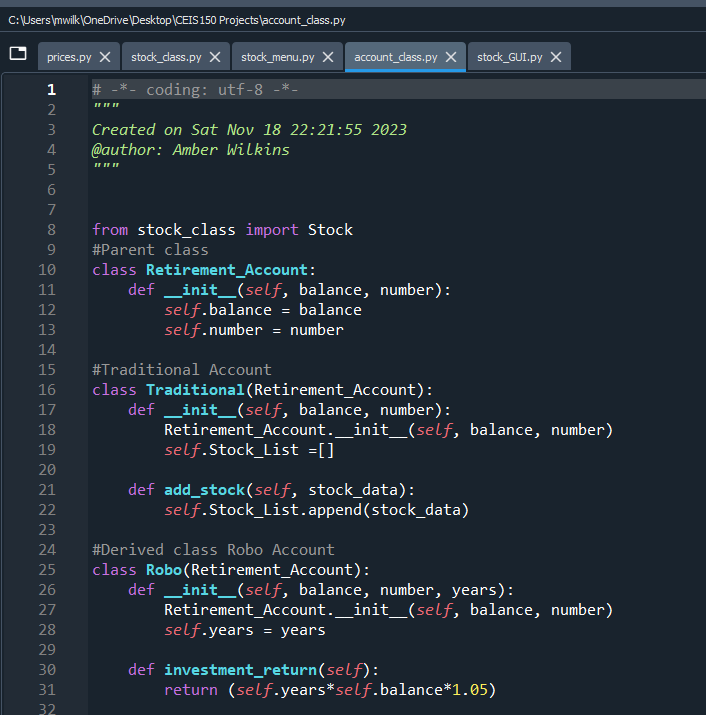 C:\Users\mwilk\OneDrive\Desktop\CEIS150 Projects\account_class.py
prices.py stock_class.py stock_menu.py account_class.py stock_GUI.py
1 # -*- coding: utf-8 -*-
2 """
3 Created on Sat Nov 18 22:21:55 2023
4 @author: Amber Wilkins
5 """
6
7
8 from stock_class import Stock
9 #Parent class
10 class Retirement_Account:
11     def __init__(self, balance, number):
12         self.balance = balance
13         self.number = number
14
15 #Traditional Account
16 class Traditional(Retirement_Account):
17     def __init__(self, balance, number):
18         Retirement_Account.__init__(self, balance, number)
19         self.Stock_List =[]
20
21     def add_stock(self, stock_data):
22         self.Stock_List.append(stock_data)
23
24 #Derived class Robo Account
25 class Robo(Retirement_Account):
26     def __init__(self, balance, number, years):
27         Retirement_Account.__init__(self, balance, number)
28         self.years = years
29
30     def investment_return(self):
31         return (self.years*self.balance*1.05)
32